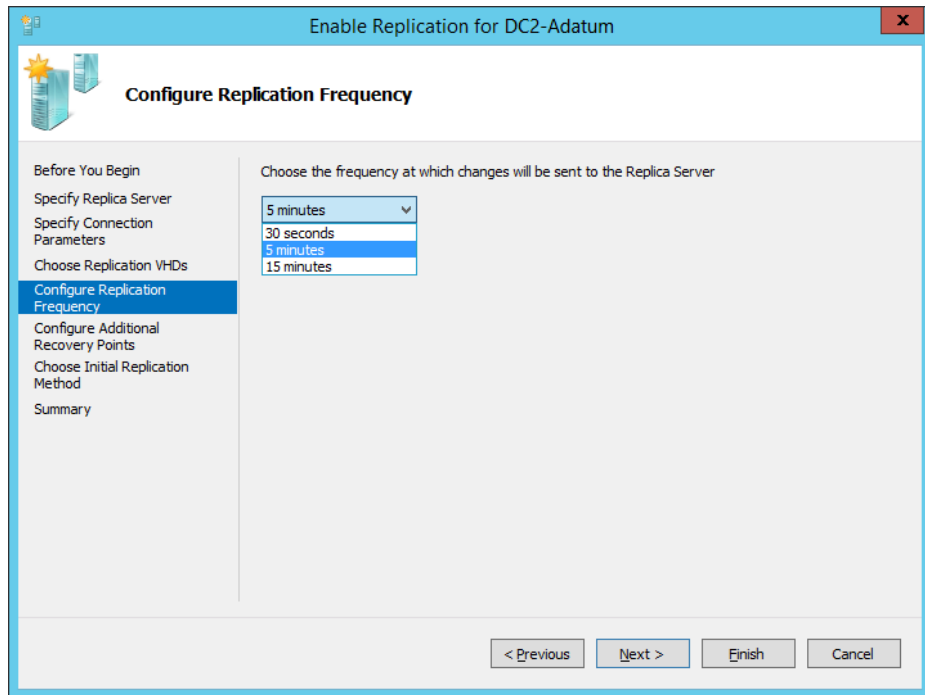 Enable Replication for DC2-Adatum
x
Configure Replication Frequency
Before You Begin
Specify Replica Server
Specify Connection
Parameters
Choose Replication VHDs
Configure Replication
Frequency
Configure Additional
Recovery Points
Choose Initial Replication
Method
Summary
Choose the frequency at which changes will be sent to the Replica Server
5 minutes
30 seconds
5 minutes
15 minutes
< Previous
Next >
Finish
Cancel